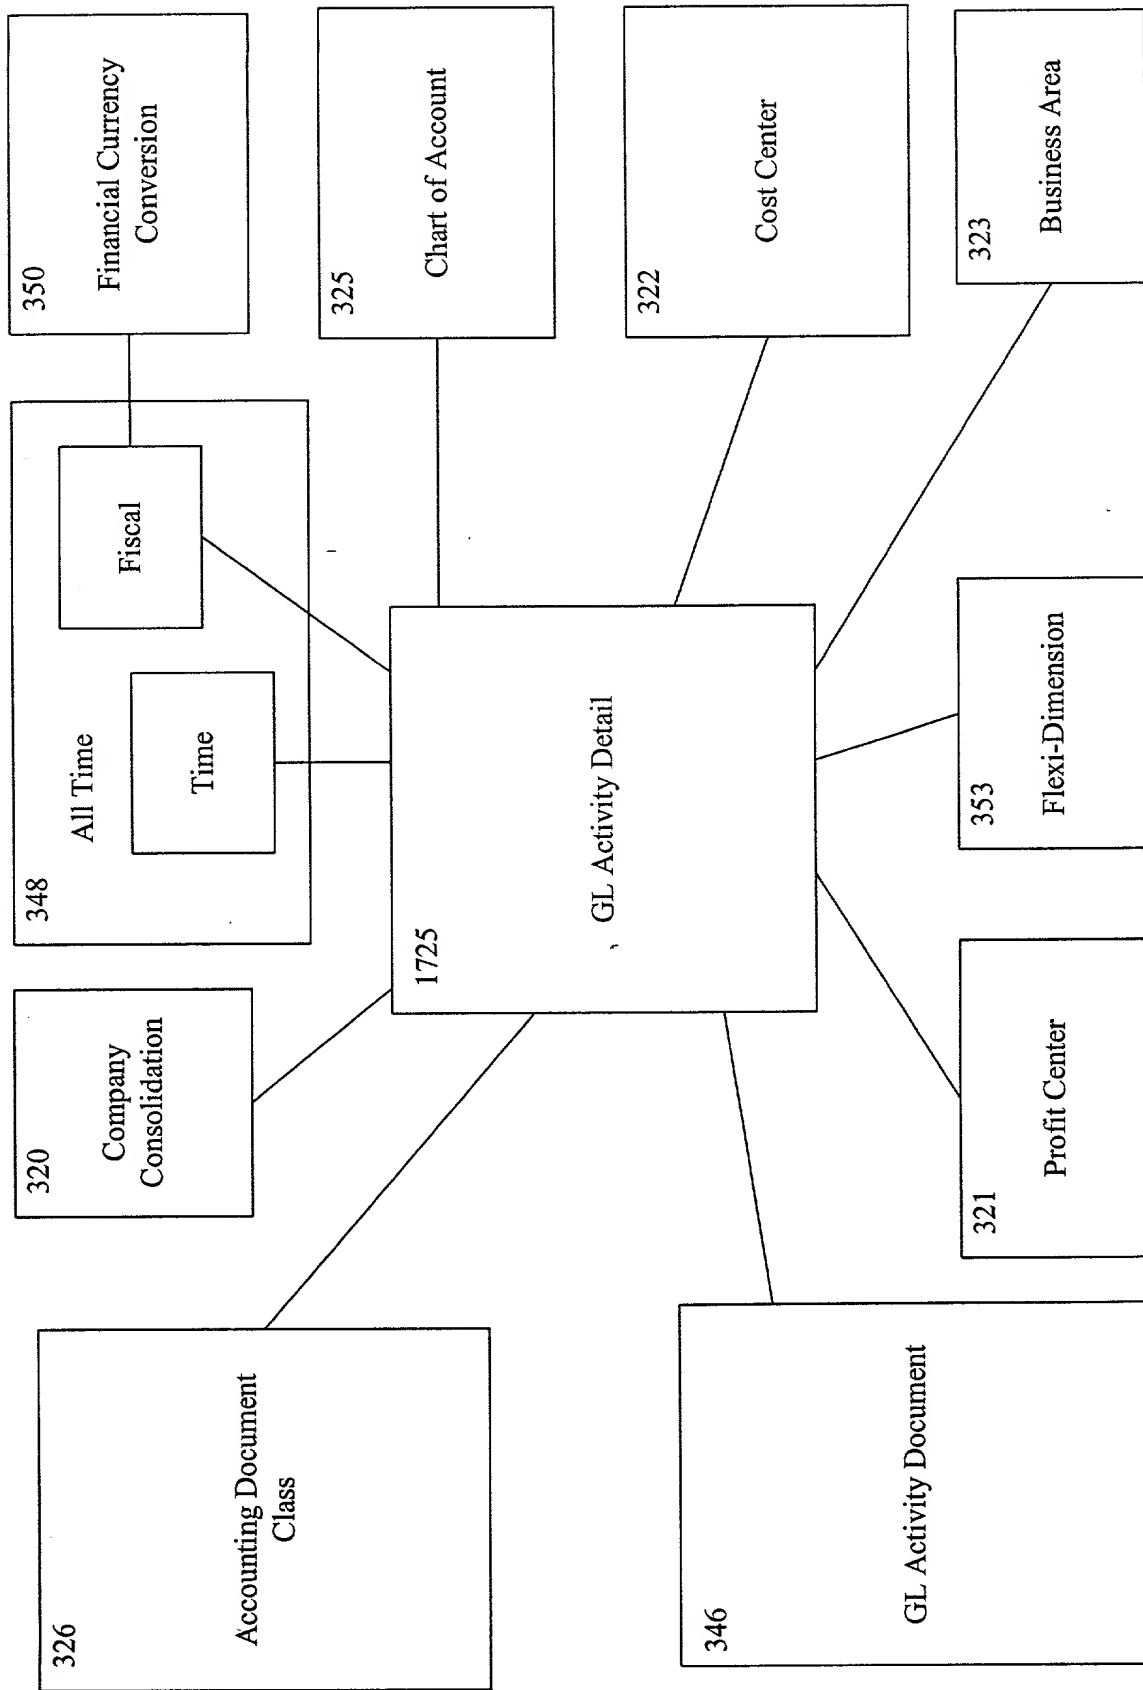 326
Accounting Document
Class
320
Company
Consolidation
348
All Time
Time
Fiscal
350
Financial Currency
Conversion
1725
GL Activity Detail
325
Chart of Account
322
Cost Center
346
GL Activity Document
321
Profit Center
353
Flexi-Dimension
323
Business Area